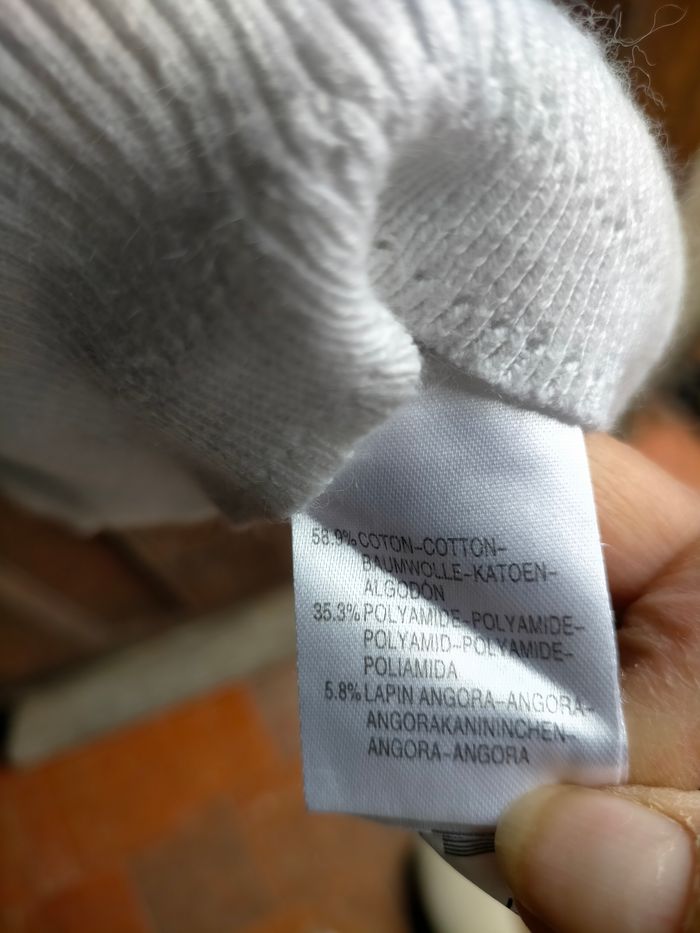 58.9% COTON-COTTON-
BAUMWOLLE-KATOEN-
ALGODÓN
35.3% POLYAMIDE-POLYAMIDE-
POLYAMID-POLYAMIDE-
POLIAMIDA
5.8% LAPIN ANGORA-ANGORA-
ANGORAKANININCHEN-
ANGORA-ANGORA